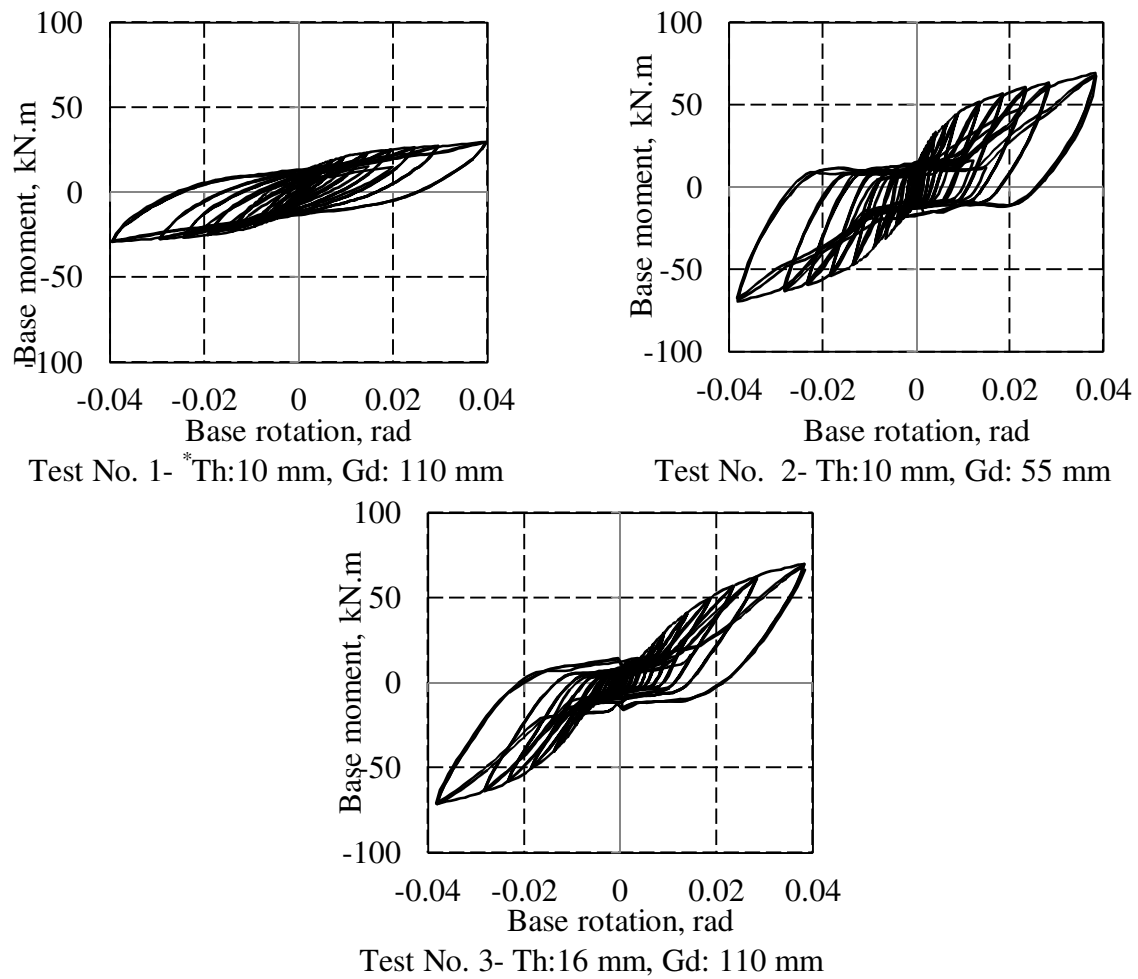 100
50
0
-50
-100
Base moment, kN.m
-0.04 -0.02 0 0.02 0.04
Base rotation, rad
Test No. 1- *Th:10 mm, Gd: 110 mm
100
50
0
-50
-100
Base moment, kN.m
-0.04 -0.02 0 0.02 0.04
Base rotation, rad
Test No. 2- Th:10 mm, Gd: 55 mm
100
50
0
-50
-100
Base moment, kN.m
-0.04 -0.02 0 0.02 0.04
Base rotation, rad
Test No. 3- Th:16 mm, Gd: 110 mm